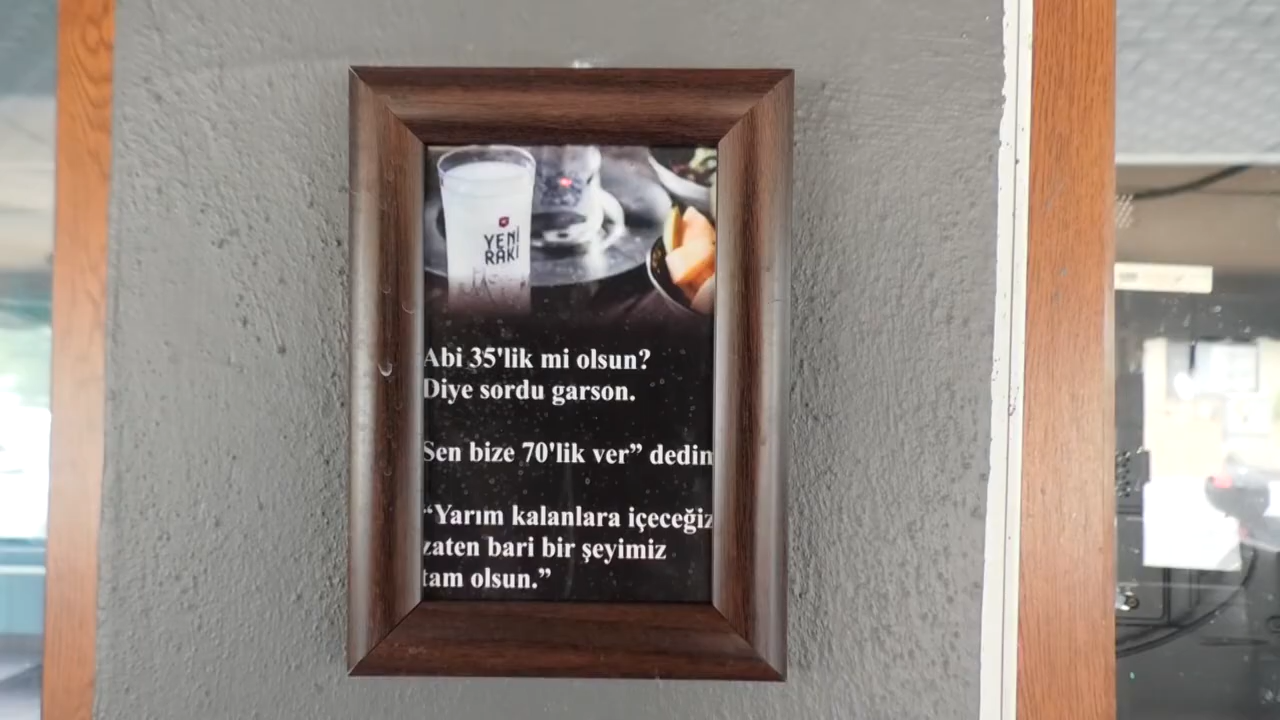 YENİ
RAKI
Abi 35'lik mi olsun?
Diye sordu garson.
Sen bize 70'lik ver” dedin
“Yarım kalanlara içeceğiz
zaten bari bir şeyimiz
tam olsun.”